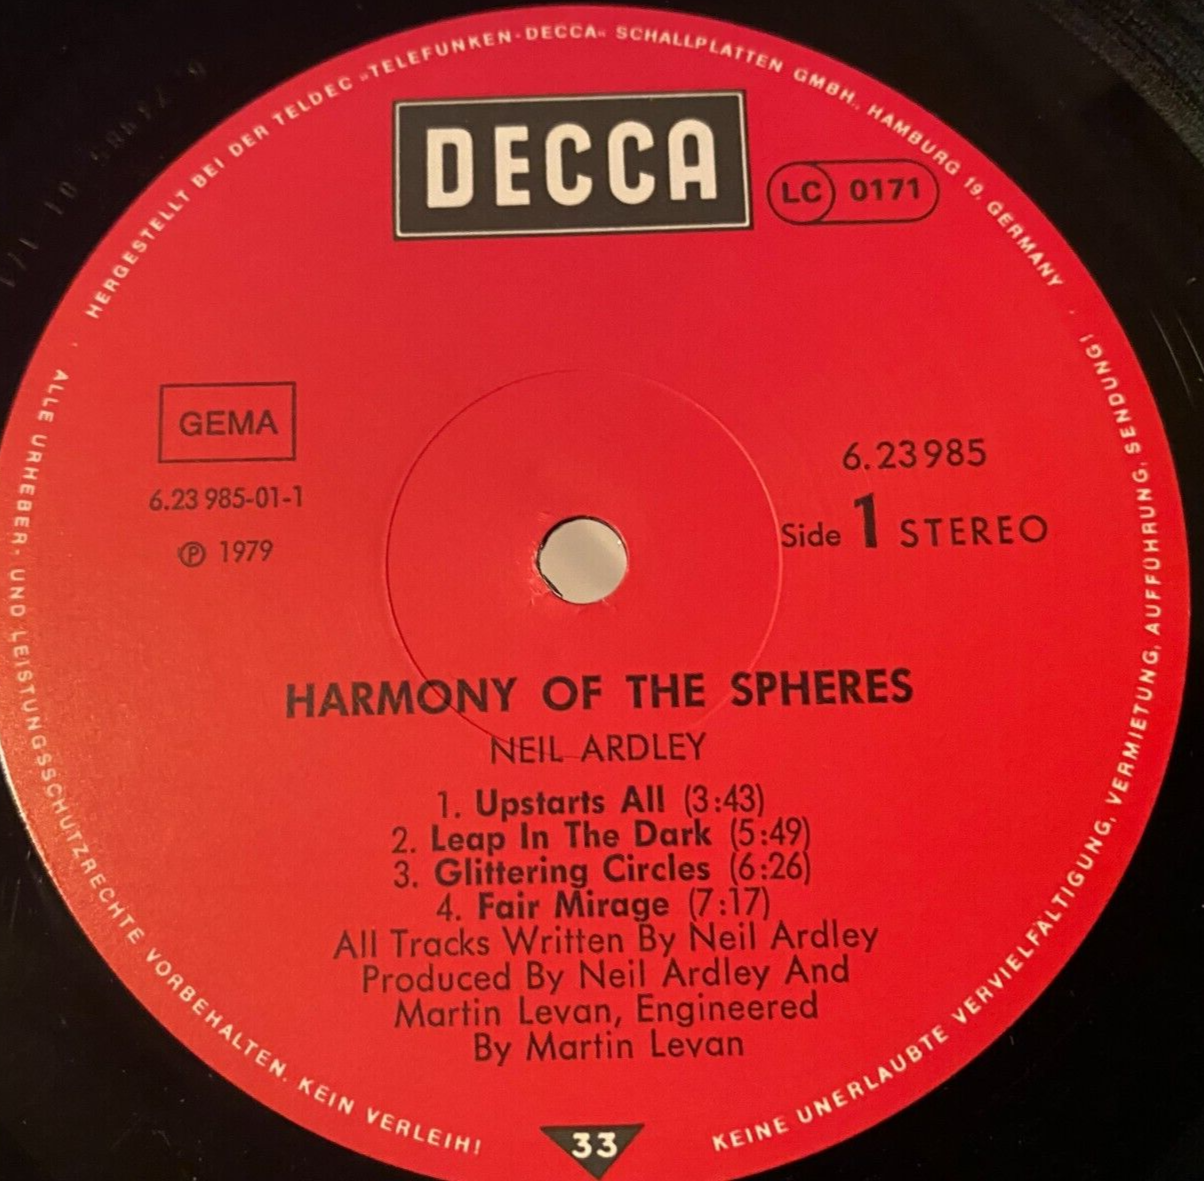 HERGESTELLT BEI DER TELDEC »TELEFUNKEN-DECCA« SCHALLPLATTEN GMBH., HAMBURG 19, GERMANY
DECCA
LC 0171
GEMA
6.23 985-01-1
℗ 1979
6.23985
Side 1 STEREO
HARMONY OF THE SPHERES
NEIL ARDLEY
1. Upstarts All (3:43)
2. Leap In The Dark (5:49)
3. Glittering Circles (6:26)
4. Fair Mirage (7:17)
All Tracks Written By Neil Ardley
Produced By Neil Ardley And
Martin Levan, Engineered
By Martin Levan
33
ALLE URHEBER- UND LEISTUNGSSCHUTZRECHTE VORBEHALTEN. KEIN VERLEIH!
KEINE UNERLAUBTE VERVIELFÄLTIGUNG, VERMIETUNG, AUFFÜHRUNG, SENDUNG!